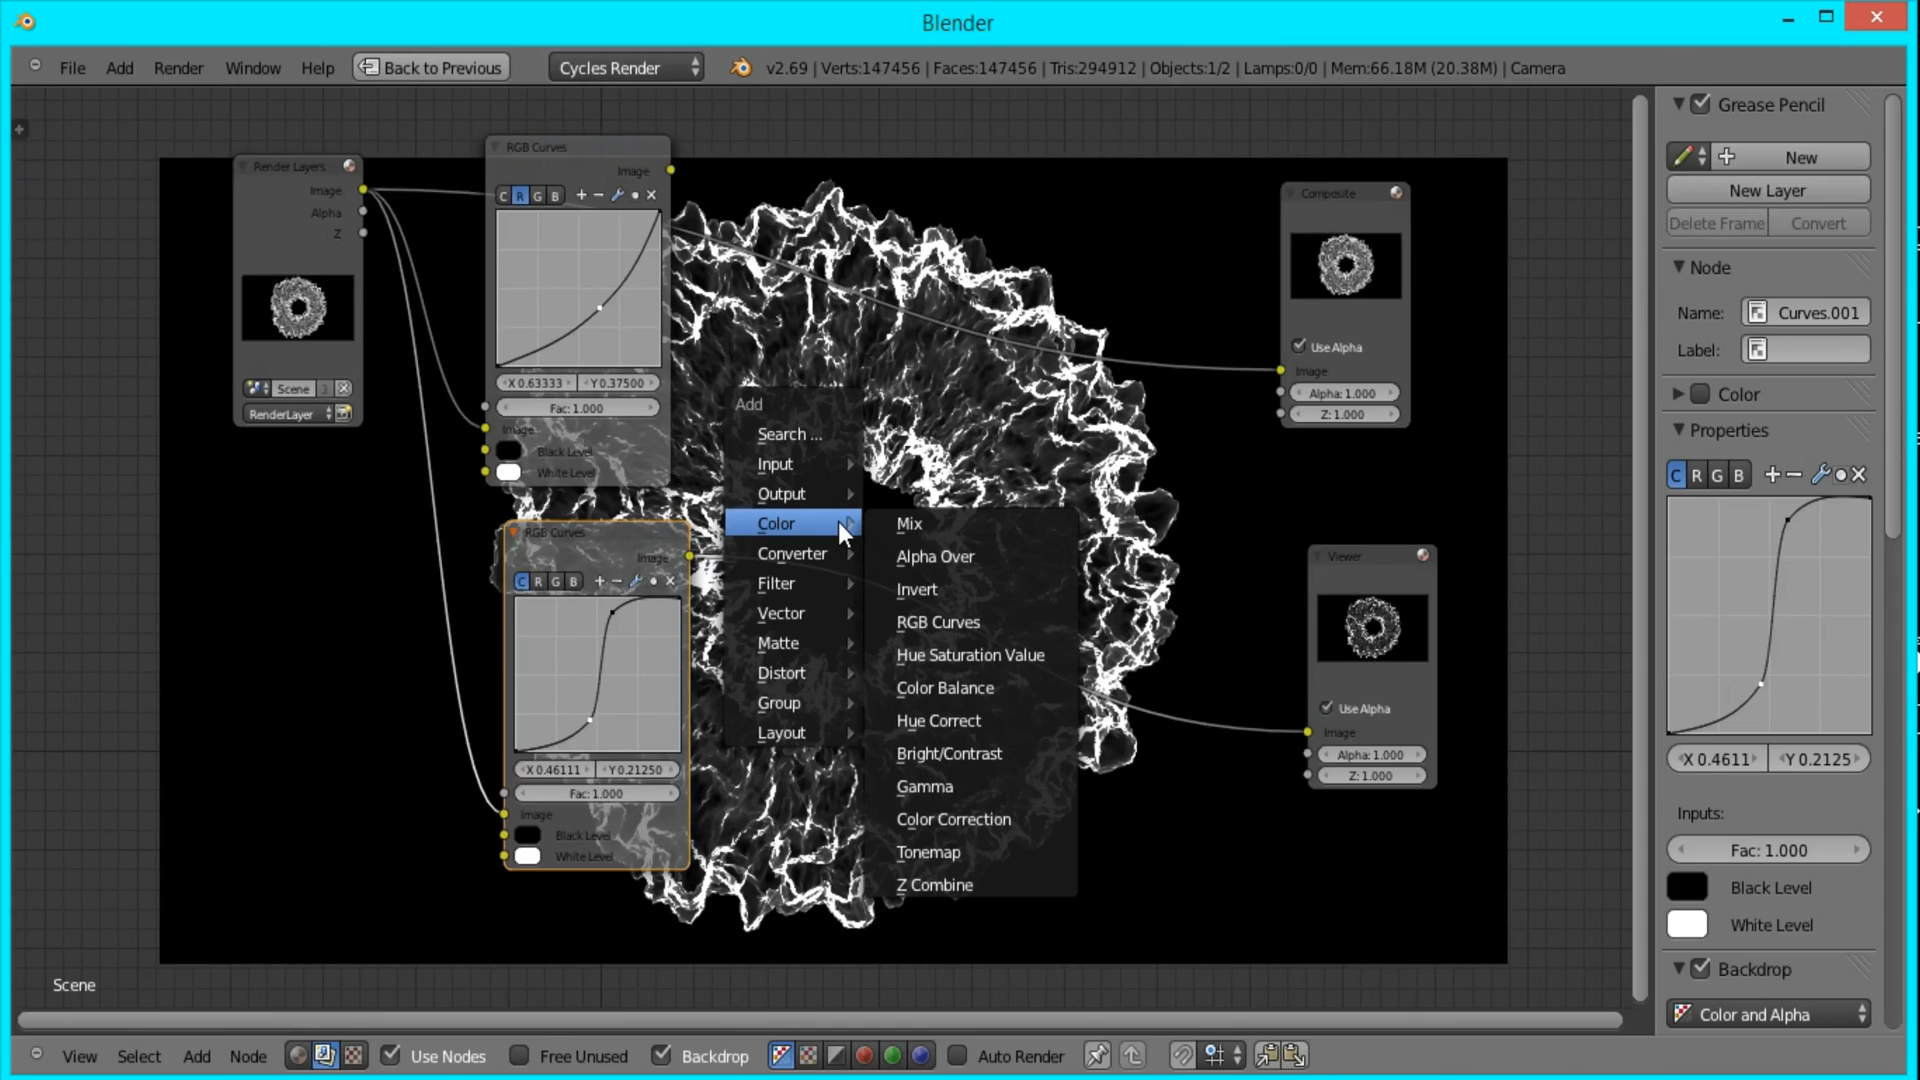 Blender
File Add Render Window Help Back to Previous Cycles Render v2.69 | Verts:147456 | Faces:147456 | Tris:294912 | Objects:1/2 | Lamps:0/0 | Mem:66.18M (20.38M) | Camera
Render Layers
Image
Alpha
Z
Scene 3
RenderLayer
RGB Curves
Image
C R G B
X 0.63333 Y 0.37500
Fac: 1.000
Image
Black Level
White Level
RGB Curves
Image
C R G B
X 0.46111 Y 0.21250
Fac: 1.000
Image
Black Level
White Level
Add
Search ...
Input
Output
Color
Converter
Filter
Vector
Matte
Distort
Group
Layout
Mix
Alpha Over
Invert
RGB Curves
Hue Saturation Value
Color Balance
Hue Correct
Bright/Contrast
Gamma
Color Correction
Tonemap
Z Combine
Composite
Use Alpha
Image
Alpha: 1.000
Z: 1.000
Viewer
Use Alpha
Image
Alpha: 1.000
Z: 1.000
Grease Pencil
New
New Layer
Delete Frame Convert
Node
Name: Curves.001
Label:
Color
Properties
C R G B
X 0.4611 Y 0.2125
Inputs:
Fac: 1.000
Black Level
White Level
Backdrop
Color and Alpha
Scene
View Select Add Node Use Nodes Free Unused Backdrop Auto Render